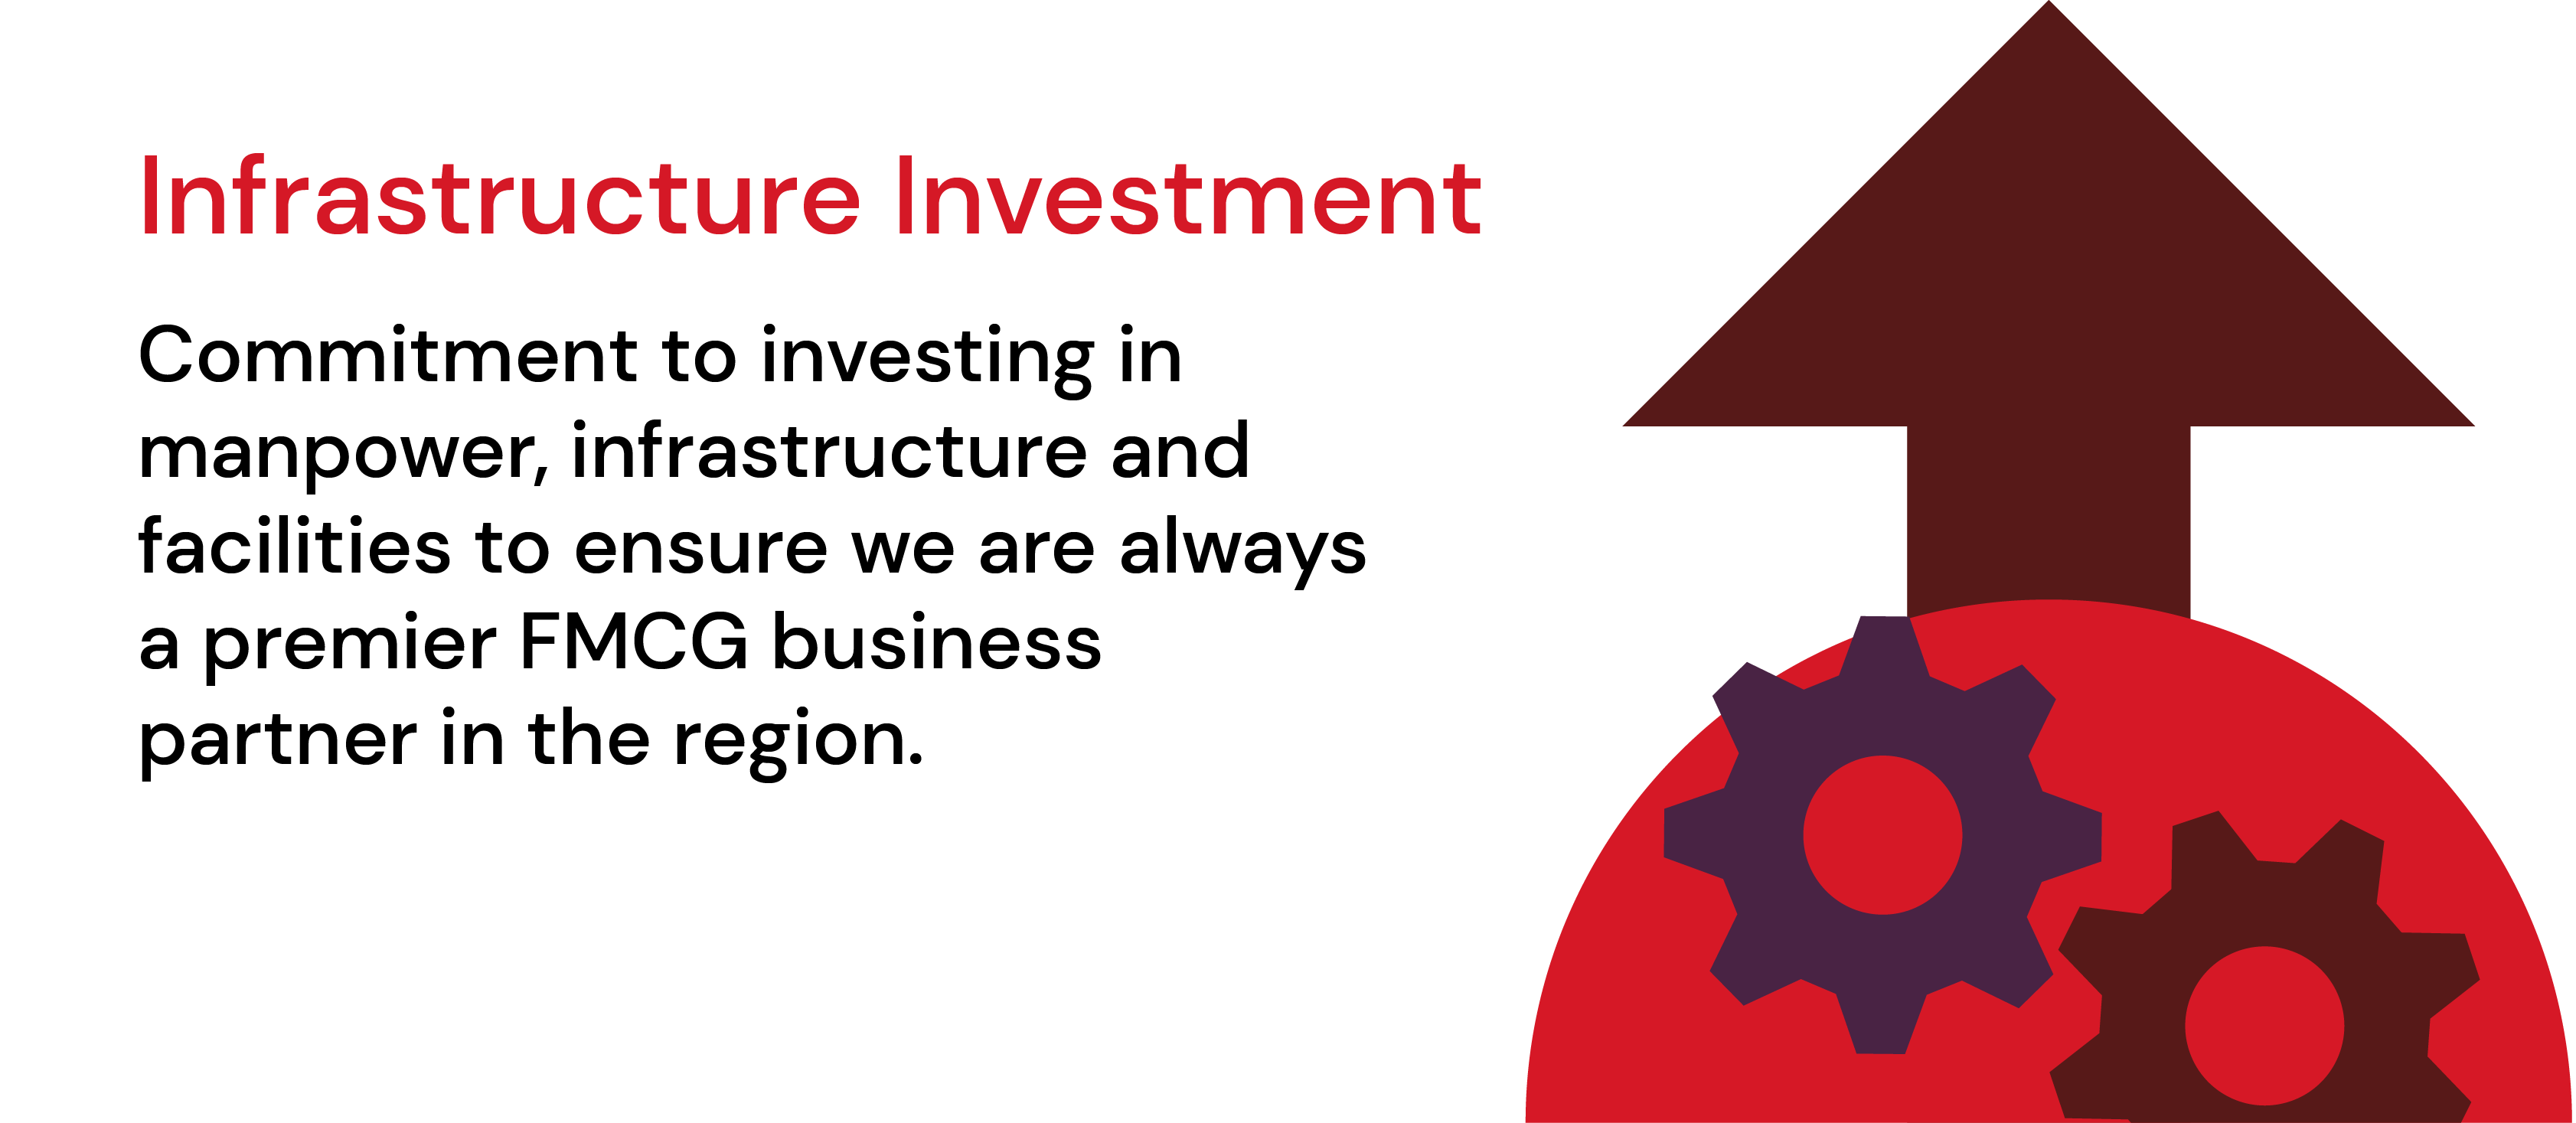 Infrastructure Investment
Commitment to investing in
manpower, infrastructure and
facilities to ensure we are always
a premier FMCG business
partner in the region.